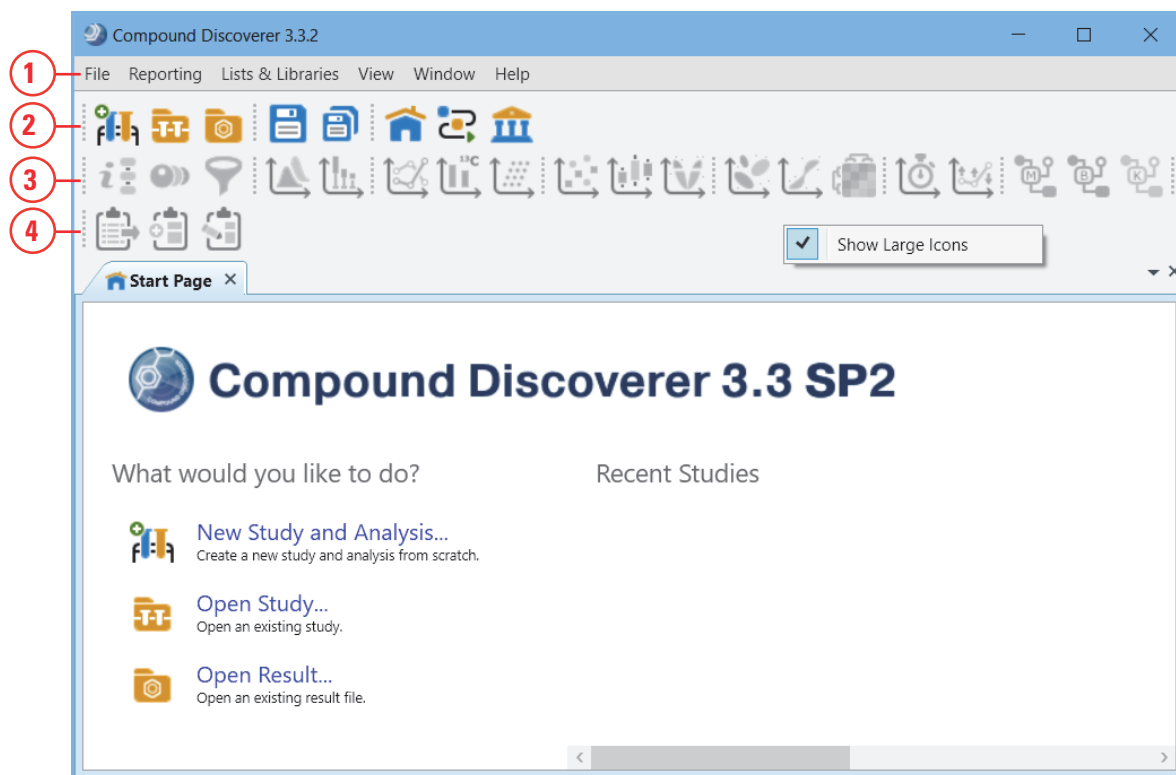 Compound Discoverer 3.3.2
1
File Reporting Lists & Libraries View Window Help
2
3
13C
M B K
4
Show Large Icons
Start Page
Compound Discoverer 3.3 SP2
What would you like to do?
Recent Studies
New Study and Analysis...
Create a new study and analysis from scratch.
Open Study...
Open an existing study.
Open Result...
Open an existing result file.